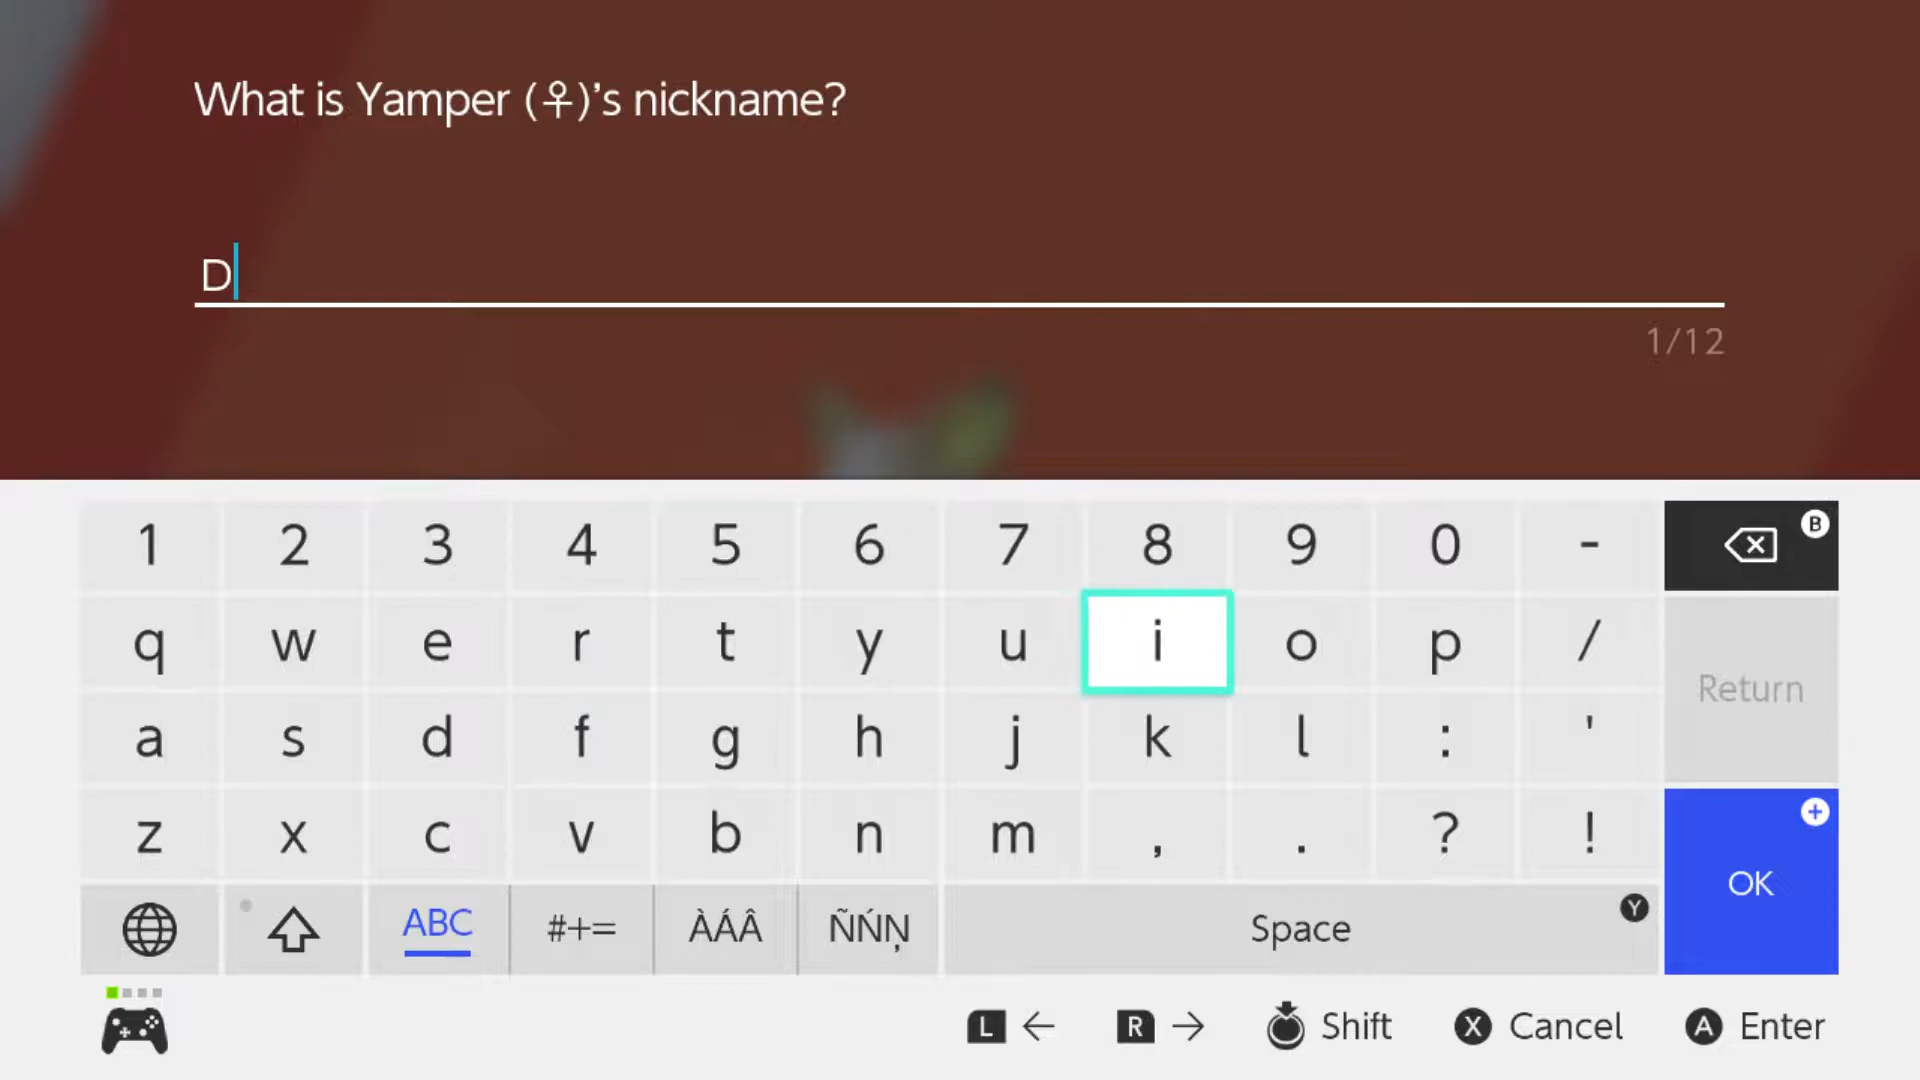 What is Yamper (♀)’s nickname?
D
1/12
1 2 3 4 5 6 7 8 9 0 - B
q w e r t y u i o p / Return
a s d f g h j k l : '
z x c v b n m , . ? ! + OK
ABC #+= ÀÁÂ ÑŃŅ Space Y
L ← R → Shift X Cancel A Enter